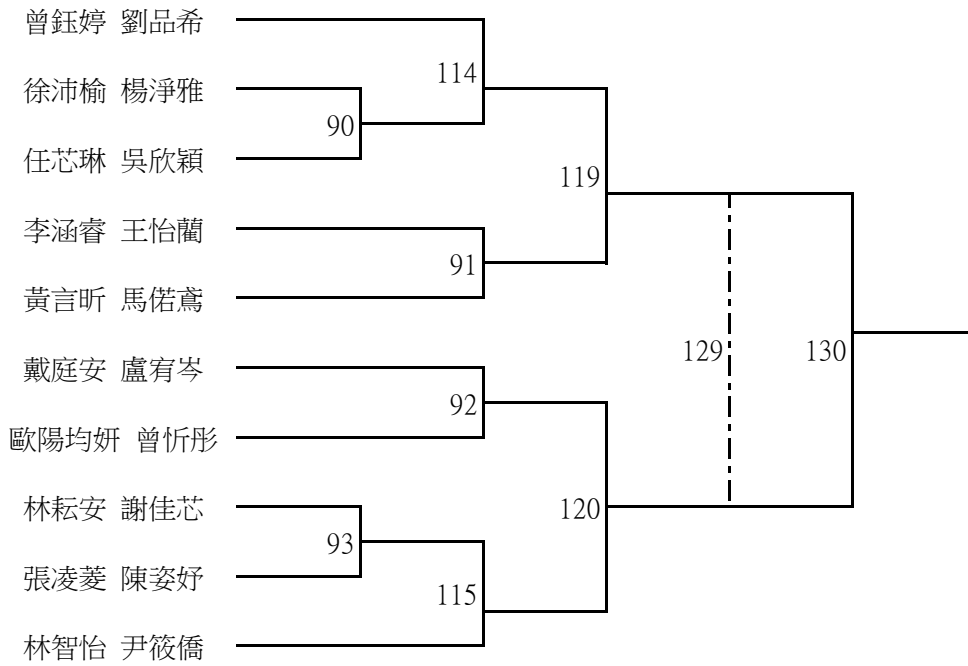 曾鈺婷 劉品希
114
徐沛榆 楊淨雅
90
任芯琳 吳欣穎
119
李涵睿 王怡蘭
91
黃言昕 馬偌鳶
129
130
戴庭安 盧宥岑
92
歐陽均妍 曾忻彤
林耘安 謝佳芯
120
93
張凌菱 陳姿妤
115
林智怡 尹筱僑